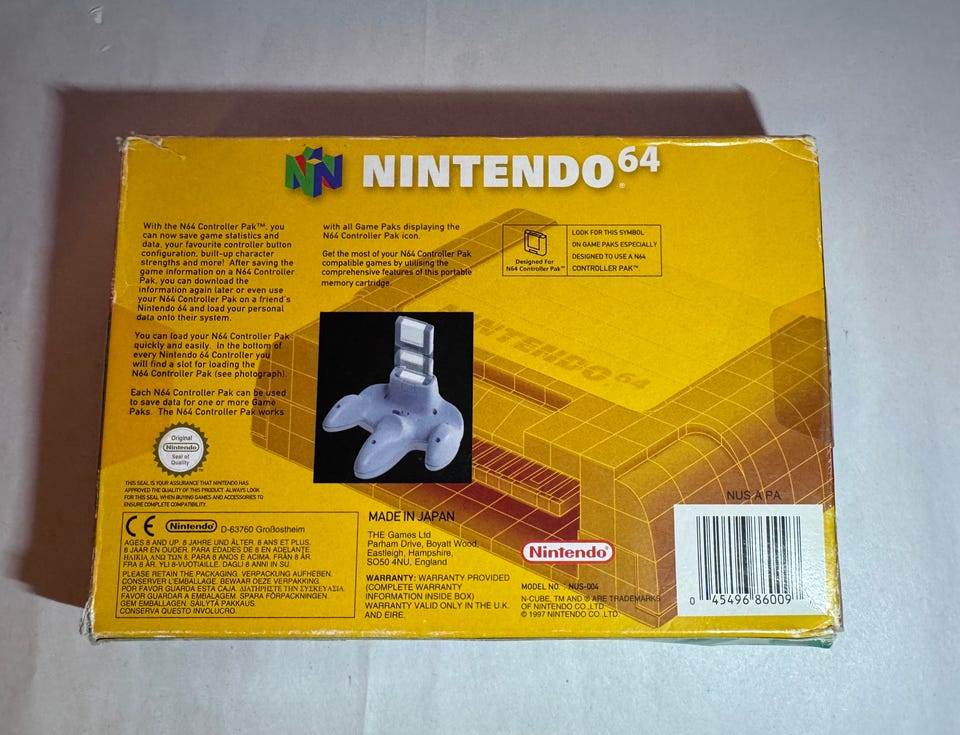 NINTENDO 64
®
With the N64 Controller Pak™, you
can now save game statistics and
data, your favourite controller button
configuration, built-up character
strengths and more! After saving the
game information on a N64 Controller
Pak, you can download the
information again later or even use
your N64 Controller Pak on a friend's
Nintendo 64 and load your personal
data onto their system.
You can load your N64 Controller Pak
quickly and easily. In the bottom of
every Nintendo 64 Controller you
will find a slot for loading the
N64 Controller Pak (see photograph).
Each N64 Controller Pak can be used
to save data for one or more Game
Paks. The N64 Controller Pak works
with all Game Paks displaying the
N64 Controller Pak icon.
Get the most of your N64 Controller Pak
compatible games by utilising the
comprehensive features of this portable
memory cartridge.
Designed For
N64 Controller Pak™
LOOK FOR THIS SYMBOL
ON GAME PAKS ESPECIALLY
DESIGNED TO USE A N64
CONTROLLER PAK™
NINTENDO 64
Original
Nintendo
Seal of
Quality
THIS SEAL IS YOUR ASSURANCE THAT NINTENDO HAS
APPROVED THE QUALITY OF THIS PRODUCT. ALWAYS LOOK
FOR THIS SEAL WHEN BUYING GAMES AND ACCESSORIES TO
ENSURE COMPLETE COMPATIBILITY.
CE Nintendo D-63760 Großostheim
AGES 8 AND UP. 8 JAHRE UND ÄLTER. 8 ANS ET PLUS.
8 JAAR EN OUDER. PARA EDADES DE 8 EN ADELANTE.
ΗΛΙΚΙΑ ΑΝΩ ΤΩΝ 8. PARA 8 ANOS E ACIMA. FRÅN 8 ÅR.
FRA 8 ÅR. YLI 8-VUOTIAILLE. DAGLI 8 ANNI IN SU.
PLEASE RETAIN THE PACKAGING. VERPACKUNG AUFHEBEN.
CONSERVER L'EMBALLAGE. BEWAAR DEZE VERPAKKING.
POR FAVOR GUARDA ESTA CAJA. ΔΙΑΤΗΡΗΣΤΕ ΤΗΝ ΣΥΣΚΕΥΑΣΙΑ
FAVOR GUARDAR A EMBALAGEM. SPARA FÖRPACKNINGEN.
GEM EMBALLAGEN. SÄILYTÄ PAKKAUS.
CONSERVA QUESTO INVOLUCRO.
MADE IN JAPAN
THE Games Ltd
Parham Drive, Boyatt Wood,
Eastleigh, Hampshire,
SO50 4NU, England
WARRANTY: WARRANTY PROVIDED
(COMPLETE WARRANTY
INFORMATION INSIDE BOX)
WARRANTY VALID ONLY IN THE U.K.
AND EIRE.
Nintendo®
MODEL NO.: NUS-004
N-CUBE, TM AND ® ARE TRADEMARKS
OF NINTENDO CO.,LTD.
© 1997 NINTENDO CO.,LTD.
NUS A PA
0 45496 86009